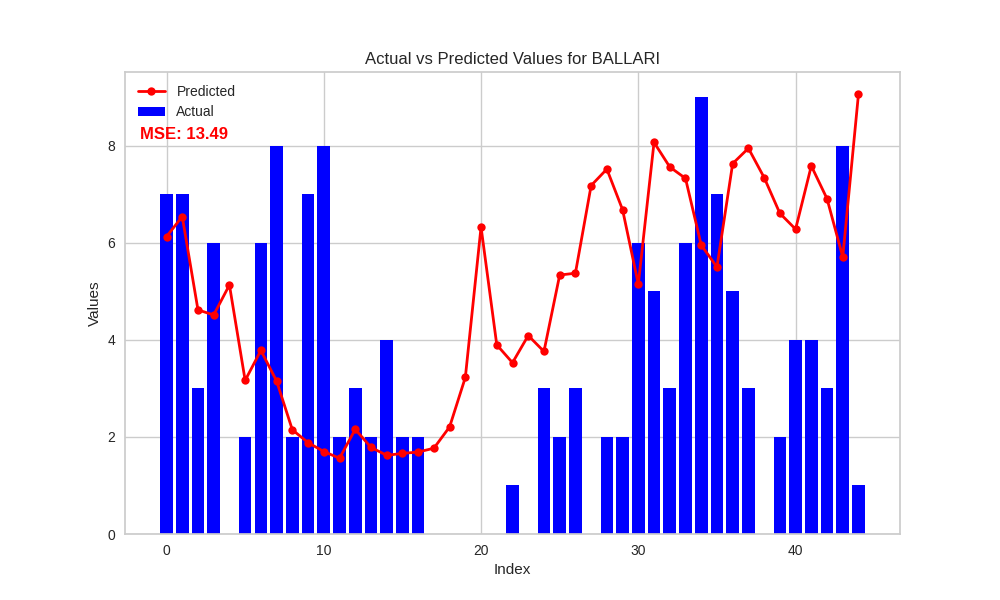 Actual vs Predicted Values for BALLARI
Predicted
Actual
MSE: 13.49
Values
8
6
4
2
0
0 10 20 30 40
Index